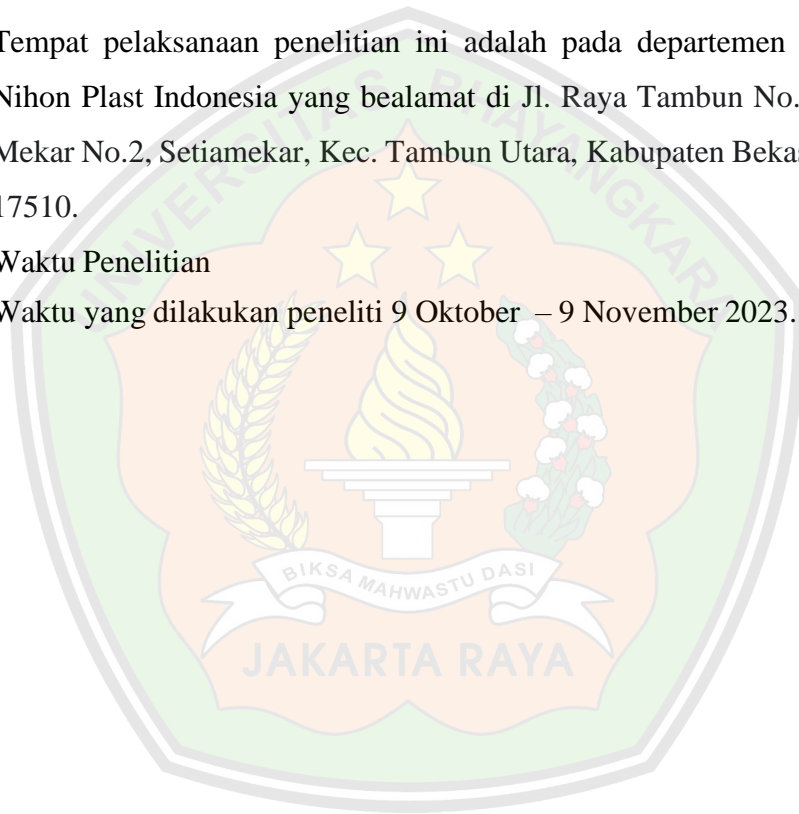 Tempat pelaksanaan penelitian ini adalah pada departemen
Nihon Plast Indonesia yang bealamat di Jl. Raya Tambun No.
Mekar No.2, Setiamekar, Kec. Tambun Utara, Kabupaten
17510.
Waktu Penelitian
Waktu yang dilakukan peneliti 9 Oktober – 9 November 2023.
UNIVERSITAS BHAYANGKARA
BIKSA MAHWASTU DASI
JAKARTA RAYA